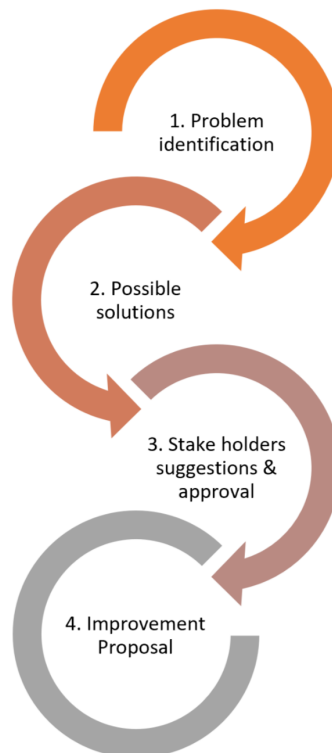 1. Problem
identification
2. Possible
solutions
3. Stake holders
suggestions &
approval
4. Improvement
Proposal